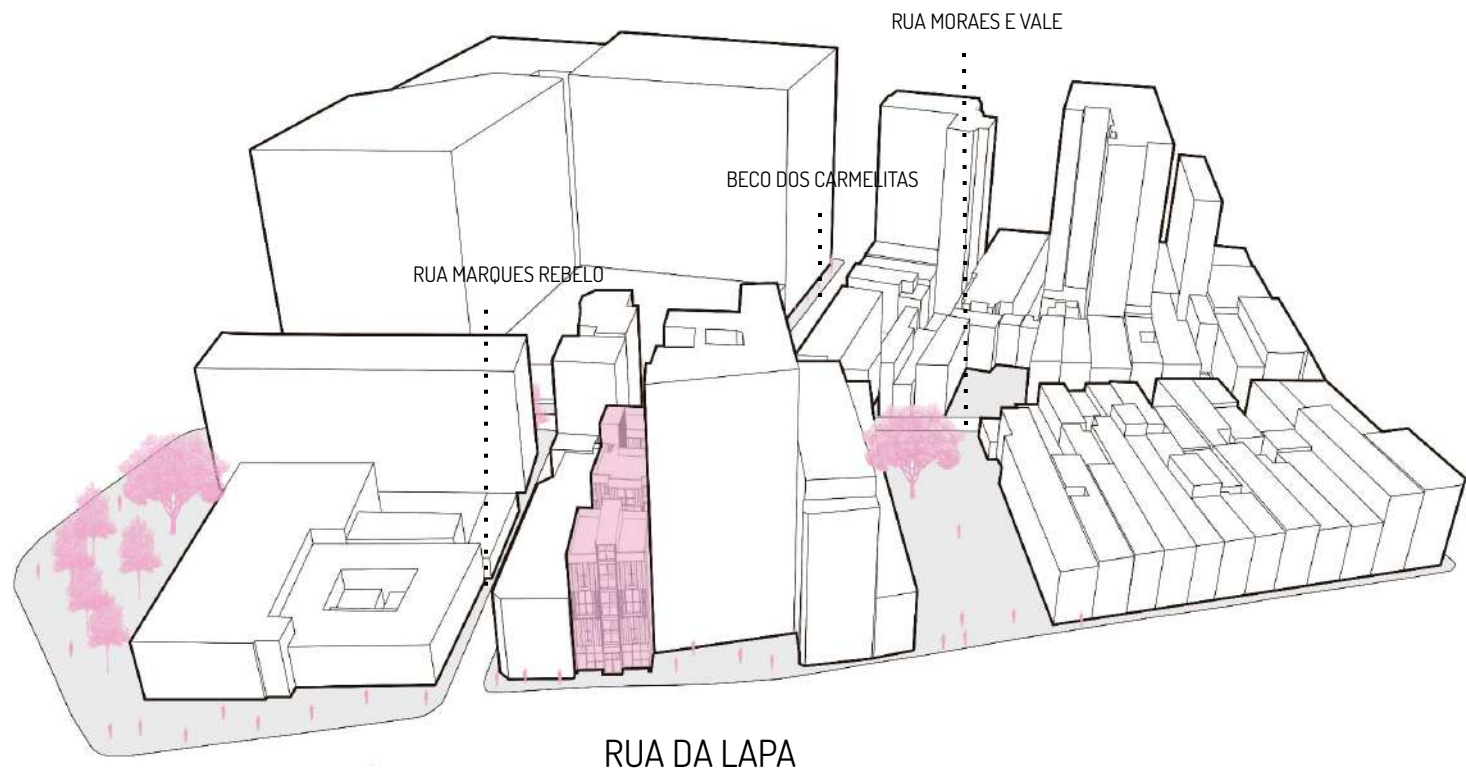 RUA MORAES E VALE
BECO DOS CARMELITAS
RUA MARQUES REBELO
RUA DA LAPA